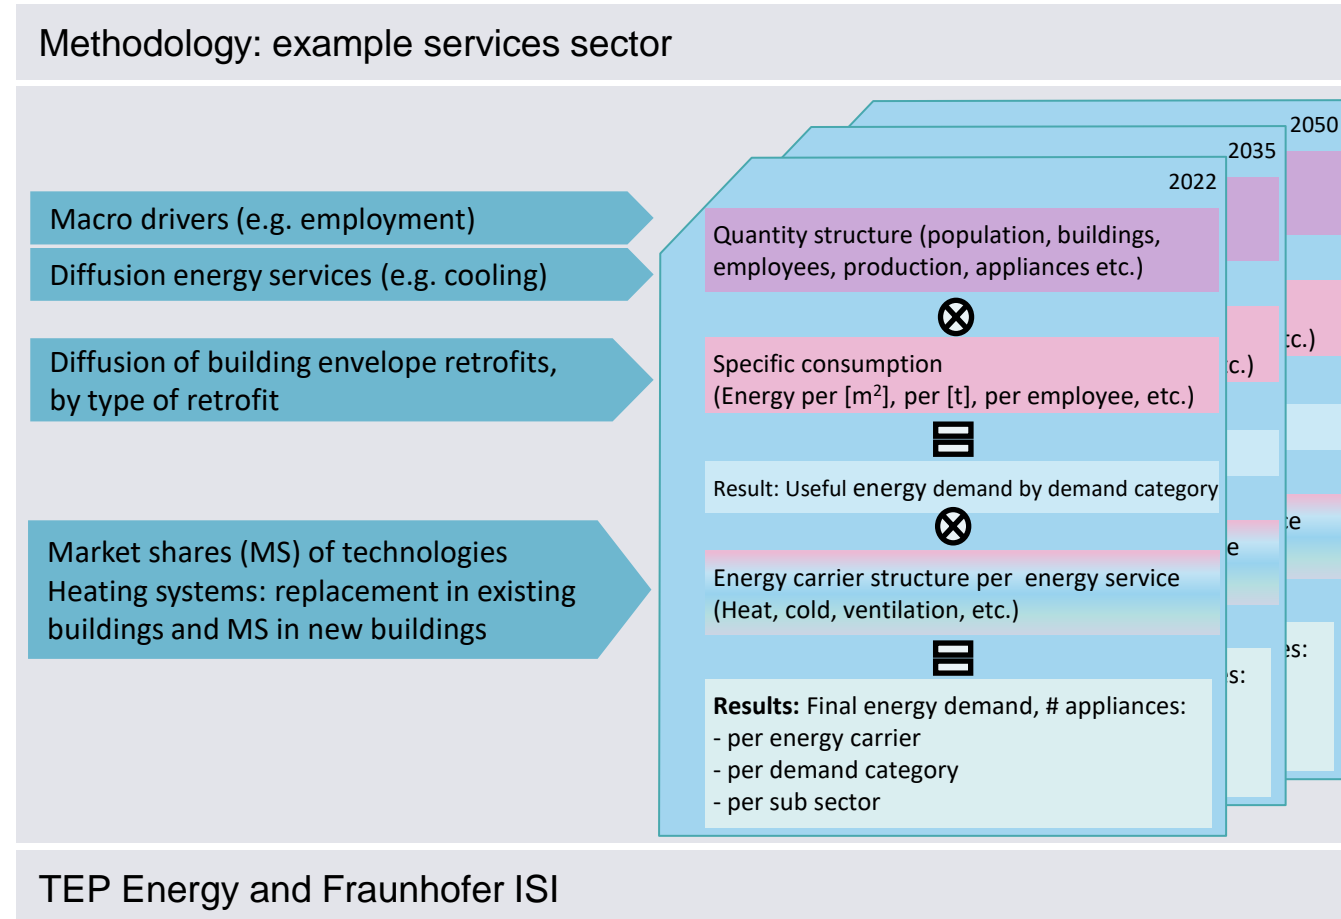 Methodology: example services sector
2050
2035
2022
Macro drivers (e.g. employment)
Diffusion energy services (e.g. cooling)
Diffusion of building envelope retrofits,
by type of retrofit
Market shares (MS) of technologies
Heating systems: replacement in existing
buildings and MS in new buildings
Quantity structure (population, buildings,
employees, production, appliances etc.)
Specific consumption
(Energy per [m²], per [t], per employee, etc.)
Result: Useful energy demand by demand category
Energy carrier structure per energy service
(Heat, cold, ventilation, etc.)
Results: Final energy demand, # appliances:
- per energy carrier
- per demand category
- per sub sector
c.)
e
s:
tc.)
ce
es:
TEP Energy and Fraunhofer ISI